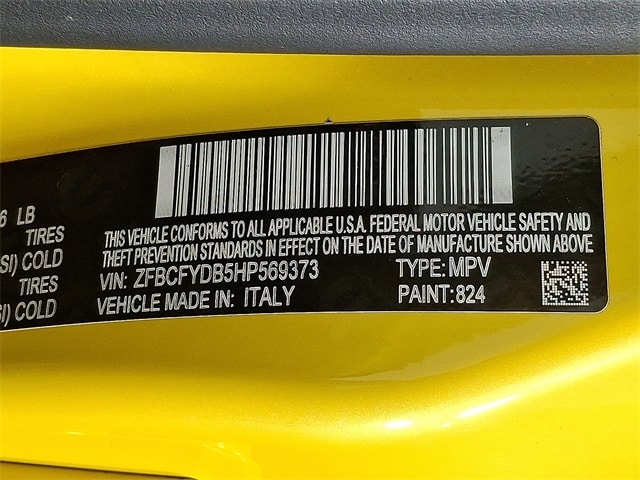 6 LB
TIRES
SI) COLD
TIRES
SI) COLD
THIS VEHICLE CONFORMS TO ALL APPLICABLE U.S.A. FEDERAL MOTOR VEHICLE SAFETY AND
THEFT PREVENTION STANDARDS IN EFFECT ON THE DATE OF MANUFACTURE SHOWN ABOVE
VIN: ZFBCFYDB5HP569373 TYPE: MPV
VEHICLE MADE IN: ITALY PAINT: 824